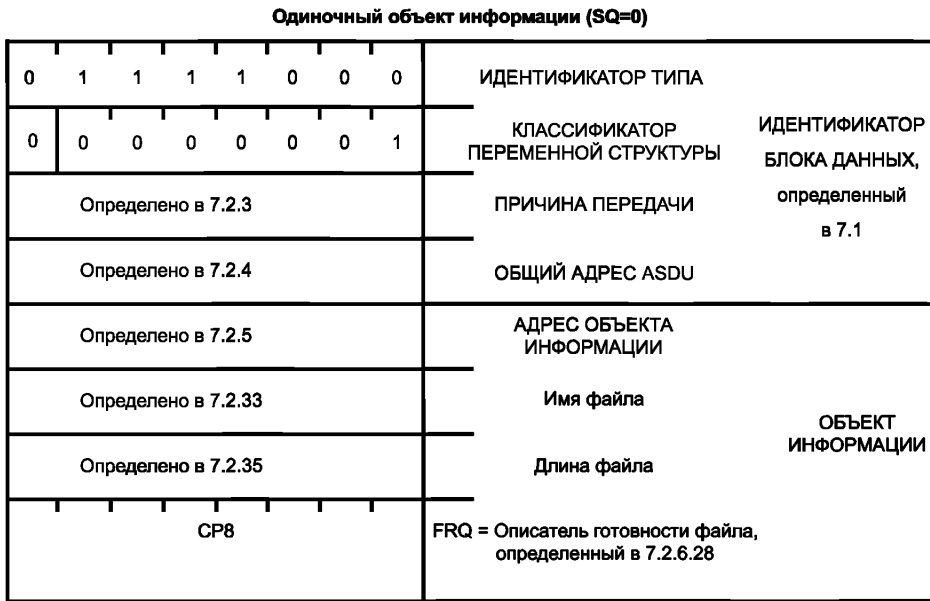 Одиночный объект информации (SQ=0)
0 1 1 1 1 0 0 0
ИДЕНТИФИКАТОР ТИПА
0 0 0 0 0 0 0 1
КЛАССИФИКАТОР
ПЕРЕМЕННОЙ СТРУКТУРЫ
Определено в 7.2.3
ПРИЧИНА ПЕРЕДАЧИ
Определено в 7.2.4
ОБЩИЙ АДРЕС ASDU
ИДЕНТИФИКАТОР
БЛОКА ДАННЫХ,
определенный
в 7.1
Определено в 7.2.5
АДРЕС ОБЪЕКТА
ИНФОРМАЦИИ
Определено в 7.2.33
Имя файла
Определено в 7.2.35
Длина файла
CP8
FRQ = Описатель готовности файла,
определенный в 7.2.6.28
ОБЪЕКТ
ИНФОРМАЦИИ